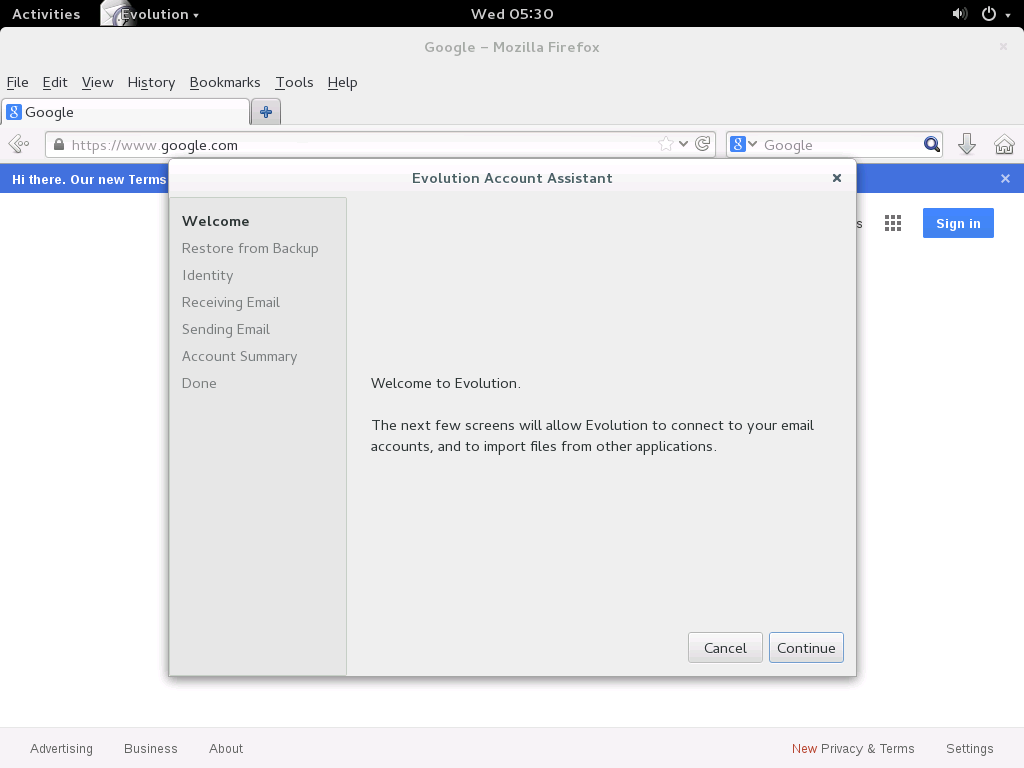 Activities Evolution Wed 05:30
Google – Mozilla Firefox
File Edit View History Bookmarks Tools Help
Google
https://www.google.com Google
Hi there. Our new Terms
Sign in
Evolution Account Assistant
Welcome
Restore from Backup
Identity
Receiving Email
Sending Email
Account Summary
Done
Welcome to Evolution.
The next few screens will allow Evolution to connect to your email
accounts, and to import files from other applications.
Cancel Continue
Advertising Business About New Privacy & Terms Settings